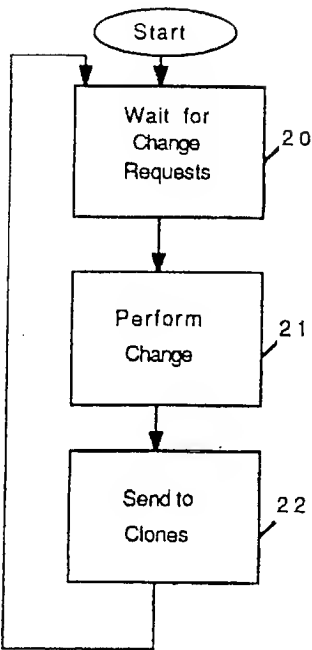 Start
Wait for
Change
Requests
20
Perform
Change
21
Send to
Clones
22